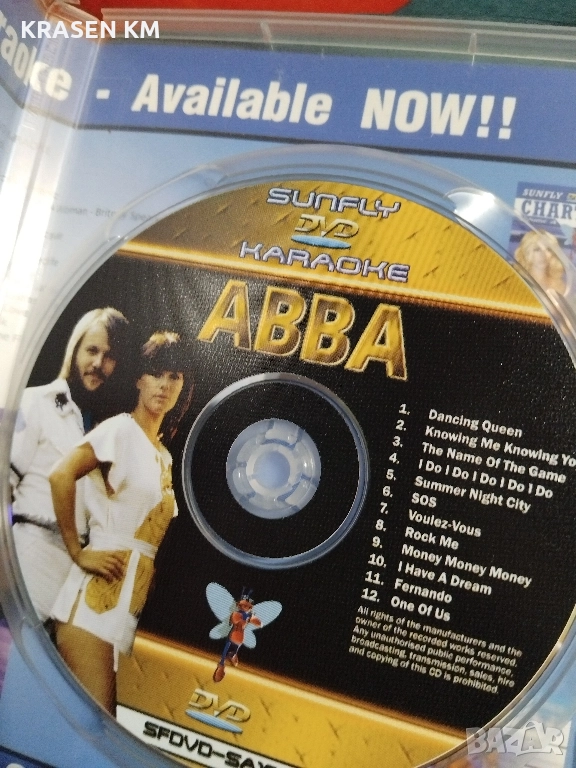 KRASEN KM
raoke - Available NOW!!
SUNFLY
CHAR
SUNFLY
DVD
KARAOKE
ABBA
1. Dancing Queen
2. Knowing Me Knowing Yo
3. The Name Of The Game
4. I Do I Do I Do I Do I Do
5. Summer Night City
6. SOS
7. Voulez-Vous
8. Rock Me
9. Money Money Money
10. I Have A Dream
11. Fernando
12. One Of Us
All rights of the manufacturers and the
owner of the recorded works reserved.
Any unauthorised public performance,
broadcasting, transmission, sales, hire
and copying of this CD is prohibited.
DVD
SFDVD-SA
BAZAR